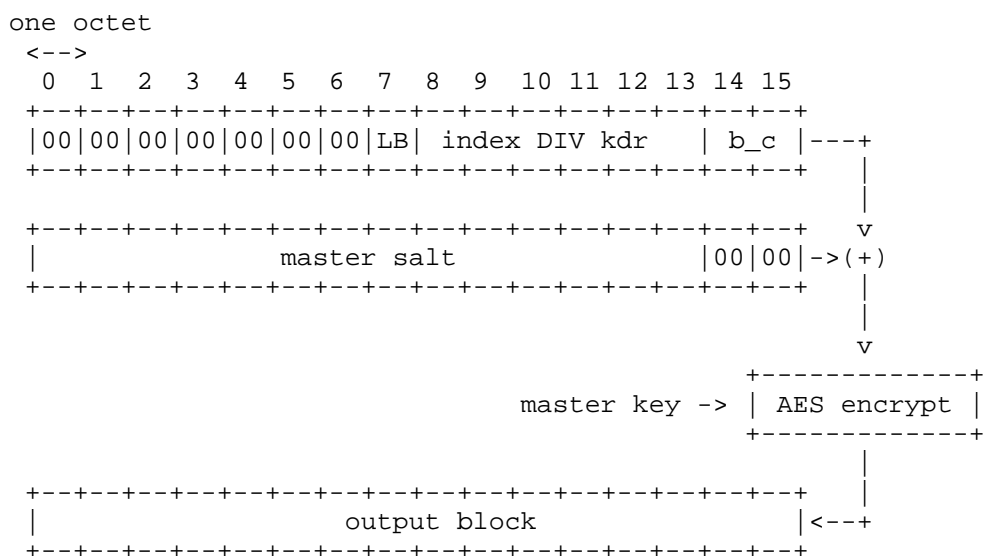 one octet
<-->
0 1 2 3 4 5 6 7 8 9 10 11 12 13 14 15
+--+--+--+--+--+--+--+--+--+--+--+--+--+--+--+--+
|00|00|00|00|00|00|00|LB| index DIV kdr | b_c |---+
+--+--+--+--+--+--+--+--+--+--+--+--+--+--+--+--+ |
|
+--+--+--+--+--+--+--+--+--+--+--+--+--+--+--+--+ v
| master salt |00|00|->(+)
+--+--+--+--+--+--+--+--+--+--+--+--+--+--+--+--+ |
|
v
+-------------+
master key -> | AES encrypt |
+-------------+
|
+--+--+--+--+--+--+--+--+--+--+--+--+--+--+--+--+ |
| output block |<--+
+--+--+--+--+--+--+--+--+--+--+--+--+--+--+--+--+